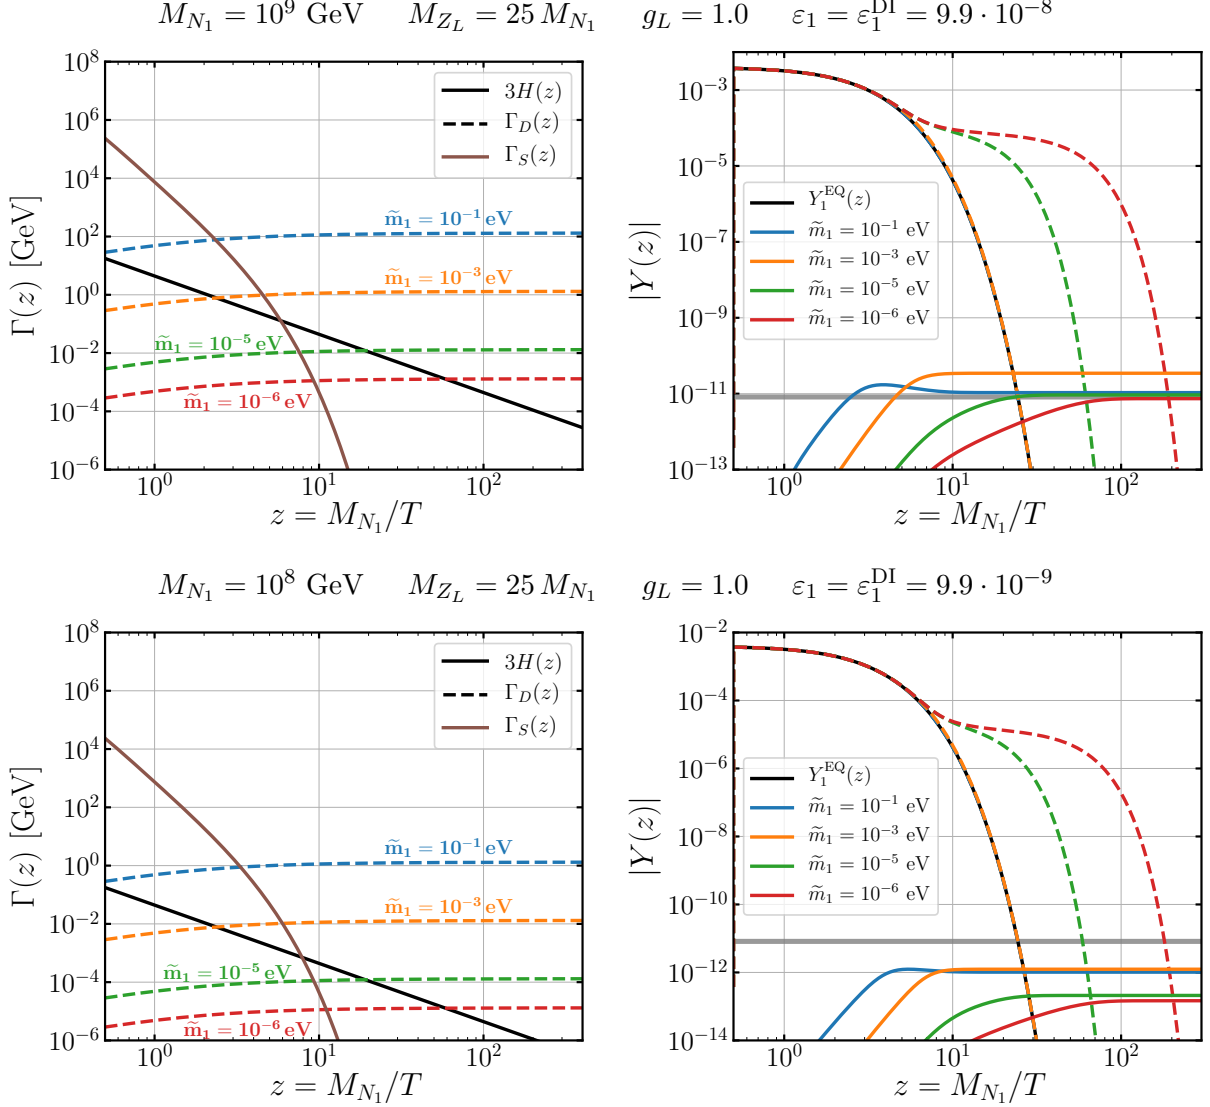 M_{N_1} = 10^9 GeV M_{Z_L} = 25 M_{N_1} g_L = 1.0 ε_1 = ε_1^{DI} = 9.9 · 10^{-8}
Γ(z) [GeV]
10^8
10^6
10^4
10^2
10^0
10^{-2}
10^{-4}
10^{-6}
3H(z)
Γ_D(z)
Γ_S(z)
m̃_1 = 10^{-1} eV
m̃_1 = 10^{-3} eV
m̃_1 = 10^{-5} eV
m̃_1 = 10^{-6} eV
10^0 10^1 10^2
z = M_{N_1}/T
|Y(z)|
10^{-3}
10^{-5}
10^{-7}
10^{-9}
10^{-11}
10^{-13}
Y_1^{EQ}(z)
m̃_1 = 10^{-1} eV
m̃_1 = 10^{-3} eV
m̃_1 = 10^{-5} eV
m̃_1 = 10^{-6} eV
10^0 10^1 10^2
z = M_{N_1}/T
M_{N_1} = 10^8 GeV M_{Z_L} = 25 M_{N_1} g_L = 1.0 ε_1 = ε_1^{DI} = 9.9 · 10^{-9}
Γ(z) [GeV]
10^8
10^6
10^4
10^2
10^0
10^{-2}
10^{-4}
10^{-6}
3H(z)
Γ_D(z)
Γ_S(z)
m̃_1 = 10^{-1} eV
m̃_1 = 10^{-3} eV
m̃_1 = 10^{-5} eV
m̃_1 = 10^{-6} eV
10^0 10^1 10^2
z = M_{N_1}/T
|Y(z)|
10^{-2}
10^{-4}
10^{-6}
10^{-8}
10^{-10}
10^{-12}
10^{-14}
Y_1^{EQ}(z)
m̃_1 = 10^{-1} eV
m̃_1 = 10^{-3} eV
m̃_1 = 10^{-5} eV
m̃_1 = 10^{-6} eV
10^0 10^1 10^2
z = M_{N_1}/T